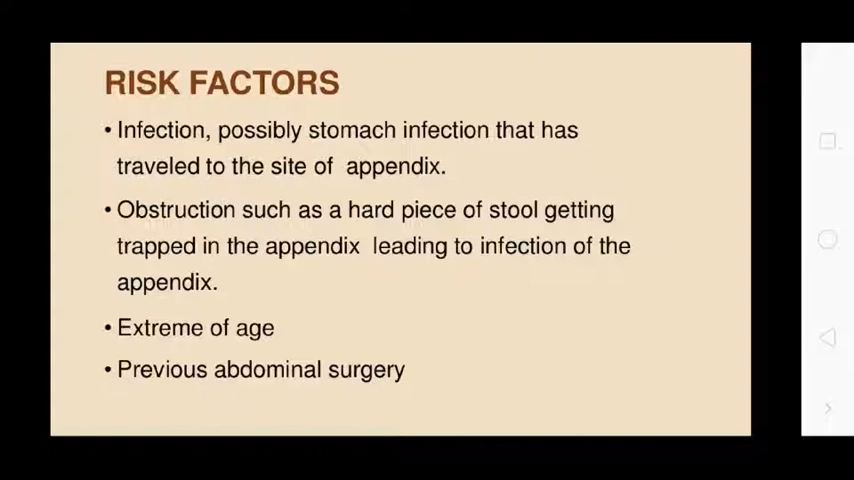 RISK FACTORS
• Infection, possibly stomach infection that has
traveled to the site of appendix.
• Obstruction such as a hard piece of stool getting
trapped in the appendix leading to infection of the
appendix.
• Extreme of age
• Previous abdominal surgery